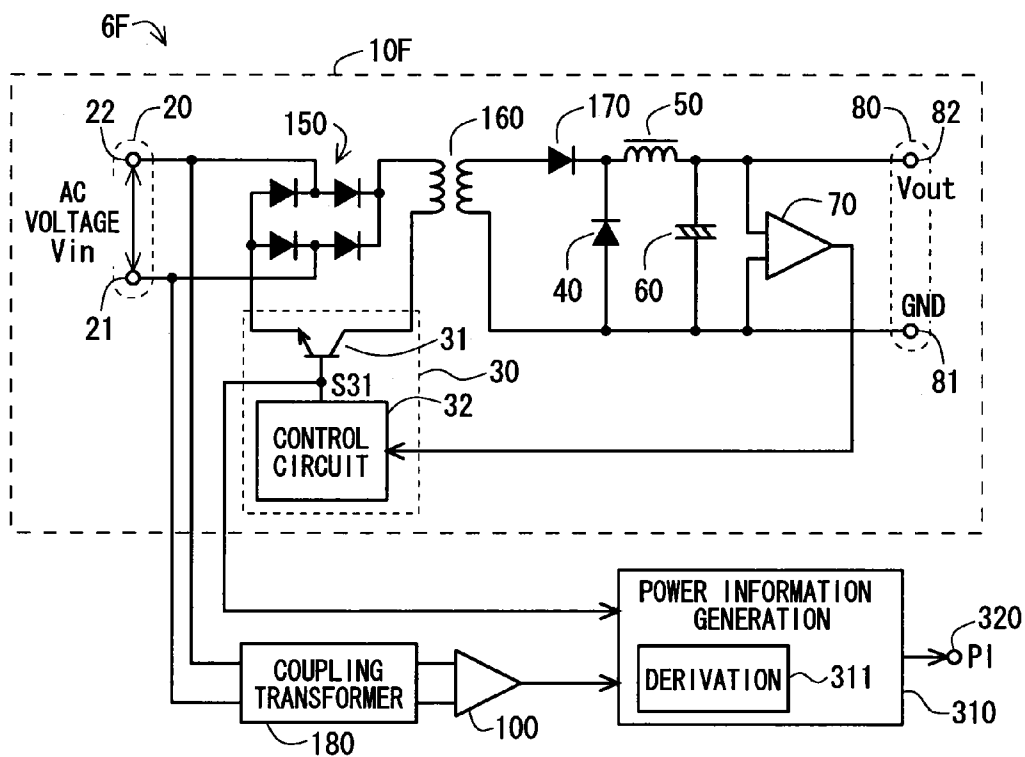 6F
10F
22
20
150
160
170
50
80
82
AC
VOLTAGE
Vin
Vout
70
40
60
21
GND
31
81
30
S31
32
CONTROL
CIRCUIT
POWER INFORMATION
GENERATION
320
PI
COUPLING
TRANSFORMER
DERIVATION
311
310
180
100